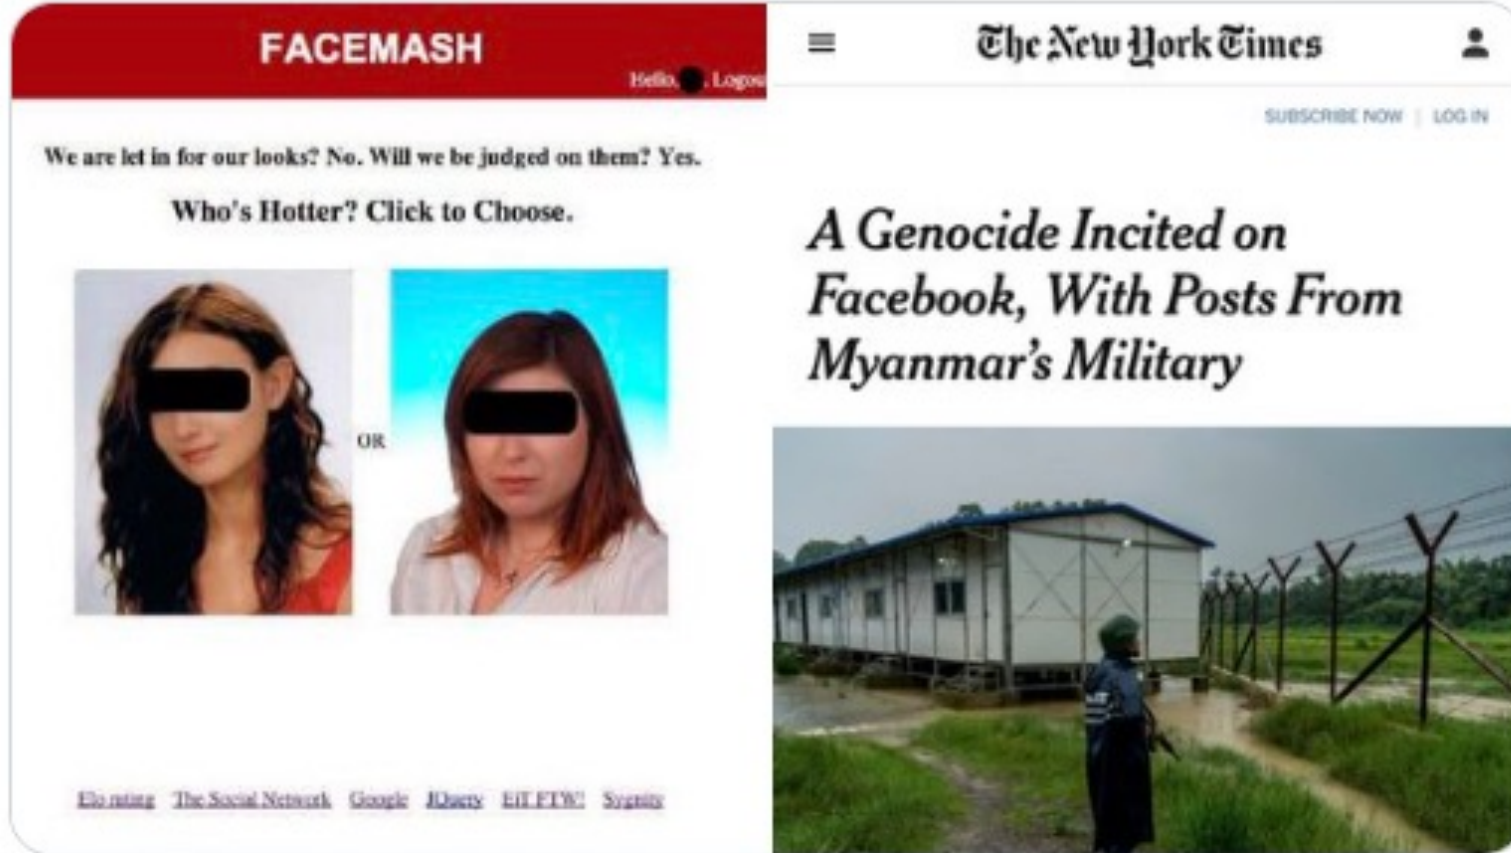 FACEMASH
Hello, . Logou
We are let in for our looks? No. Will we be judged on them? Yes.
Who's Hotter? Click to Choose.
OR
Elo rating The Social Network Google JQuery EiT FTW! Sygnity
The New York Times
SUBSCRIBE NOW | LOG IN
A Genocide Incited on
Facebook, With Posts From
Myanmar's Military